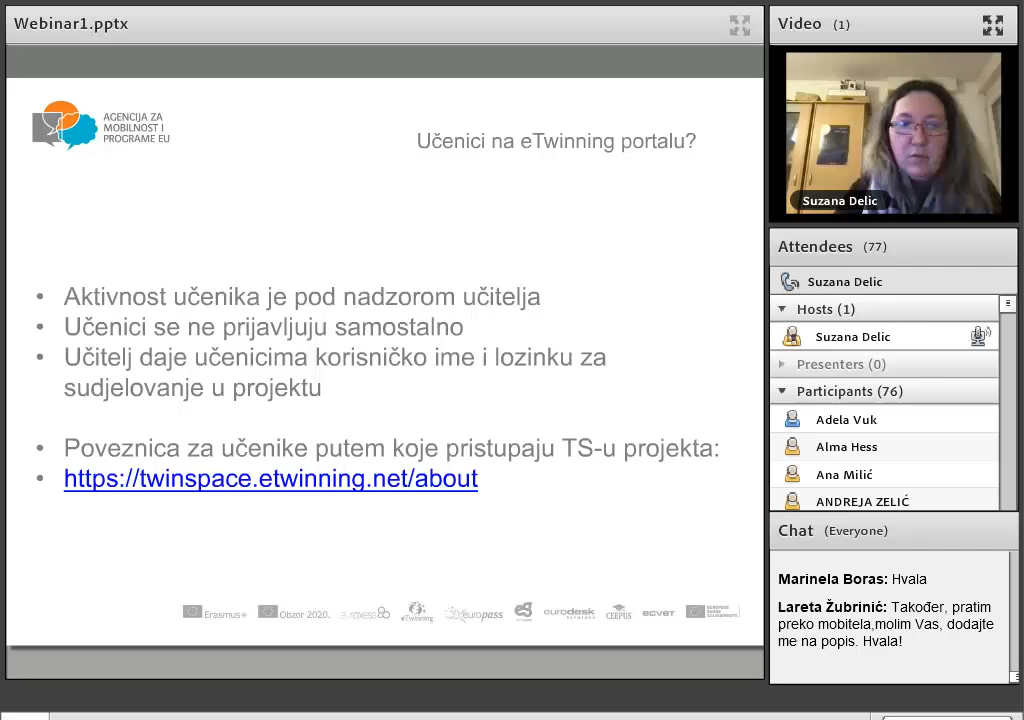 Webinar1.pptx
AGENCIJA ZA
MOBILNOST I
PROGRAME EU
Učenici na eTwinning portalu?
• Aktivnost učenika je pod nadzorom učitelja
• Učenici se ne prijavljuju samostalno
• Učitelj daje učenicima korisničko ime i lozinku za
sudjelovanje u projektu
• Poveznica za učenike putem koje pristupaju TS-u projekta:
• https://twinspace.etwinning.net/about
Erasmus+
Obzor 2020.
eTwinning
europass
eurodesk
CEEPUS
ECVET
Video (1)
Suzana Delic
Attendees (77)
Suzana Delic
Hosts (1)
Suzana Delic
Presenters (0)
Participants (76)
Adela Vuk
Alma Hess
Ana Milić
ANDREJA ZELIĆ
Chat (Everyone)
Marinela Boras: Hvala
Lareta Žubrinić: Također, pratim
preko mobitela,molim Vas, dodajte
me na popis. Hvala!